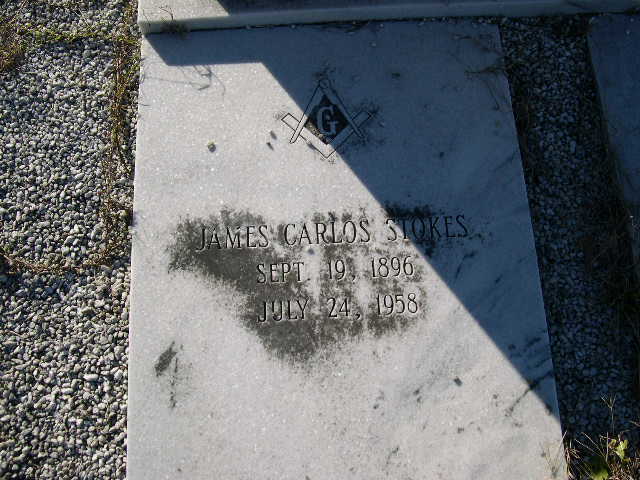 G
JAMES CARLOS STOKES
SEPT. 19, 1896
JULY 24, 1958